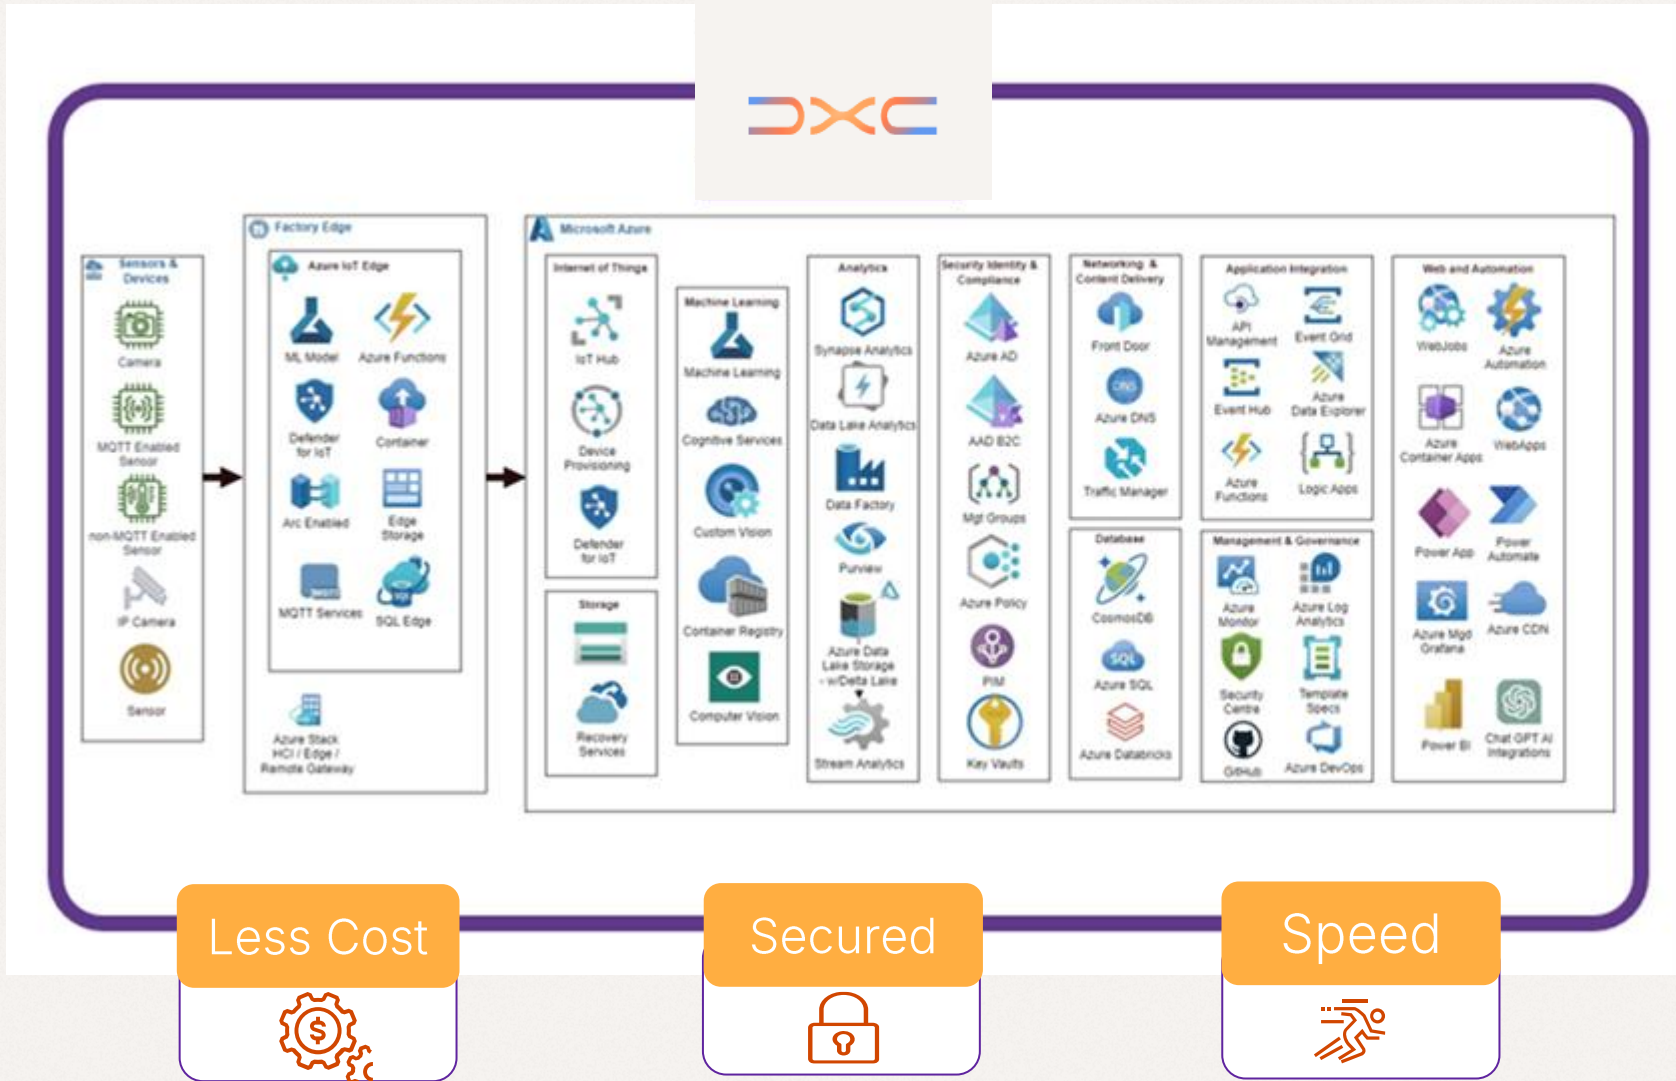 DXC
Factory Edge
Microsoft Azure
Sensors &
Devices
Camera
MQTT Enabled
Sensor
non-MQTT Enabled
Sensor
IP Camera
Sensor
Azure IoT Edge
ML Model
Azure Functions
Defender
for IoT
Container
Arc Enabled
Edge
Storage
MQTT Services
SQL Edge
Azure Stack
HCI / Edge /
Remote Gateway
Internet of Things
IoT Hub
Device
Provisioning
Defender
for IoT
Storage
Recovery
Services
Machine Learning
Machine Learning
Cognitive Services
Custom Vision
Container Registry
Computer Vision
Analytics
Synapse Analytics
Data Lake Analytics
Data Factory
Purview
Azure Data
Lake Storage
- w/Delta Lake
Stream Analytics
Security Identity &
Compliance
Azure AD
AAD B2C
Mgt Groups
Azure Policy
PIM
Key Vaults
Networking &
Content Delivery
Front Door
DNS
Azure DNS
Traffic Manager
Database
CosmosDB
SQL
Azure SQL
Azure Databricks
Application Integration
API
Management
Event Grid
Event Hub
Azure
Data Explorer
Azure
Functions
Logic Apps
Management & Governance
Azure
Monitor
Azure Log
Analytics
Security
Centre
Template
Specs
GitHub
Azure DevOps
Web and Automation
WebJobs
Azure
Automation
Azure
Container Apps
WebApps
Power App
Power
Automate
Azure Mgd
Grafana
Azure CDN
Power BI
Chat GPT AI
Integrations
Less Cost
Secured
Speed
$